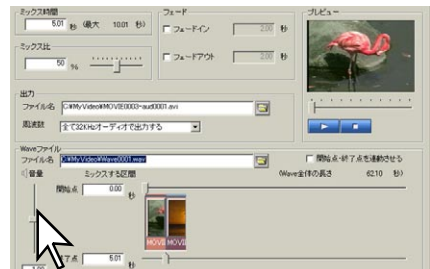 ミックス時間
5.01 秒 (最大 10.01 秒)
ミックス比
50 %
フェード
フェードイン 2.00 秒
フェードアウト 2.00 秒
プレビュー
出力
ファイル名 C:¥MyVideo¥MOVIE0003-aud0001.avi
周波数 全て32KHzオーディオで出力する
Waveファイル
ファイル名 C:¥MyVideo¥Wave0001.wav
開始点・終了点を連動させる
音量 ミックスする区間 (Wave全体の長さ 62.10 秒)
開始点 0.00 秒
MOVI MOVI
終了点 5.01 秒
1.00